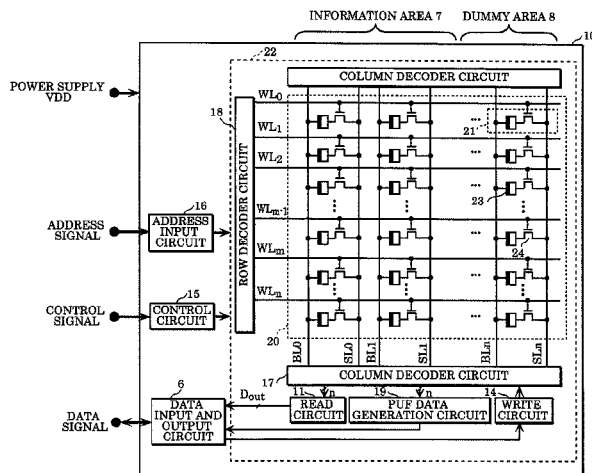 INFORMATION AREA 7 DUMMY AREA 8
10
22
COLUMN DECODER CIRCUIT
POWER SUPPLY
VDD
18
WL0
WL1
21
WL2
23
16
ADDRESS
SIGNAL
ADDRESS
INPUT
CIRCUIT
ROW DECODER CIRCUIT
WLm-1
WLm
24
15
CONTROL
SIGNAL
CONTROL
CIRCUIT
WLn
20
BL0 SL0 BL1 SL1 BLn SLn
17
COLUMN DECODER CIRCUIT
6
Dout
11 n 19 n 14
DATA
SIGNAL
DATA
INPUT AND
OUTPUT
CIRCUIT
READ
CIRCUIT
PUF DATA
GENERATION CIRCUIT
WRITE
CIRCUIT